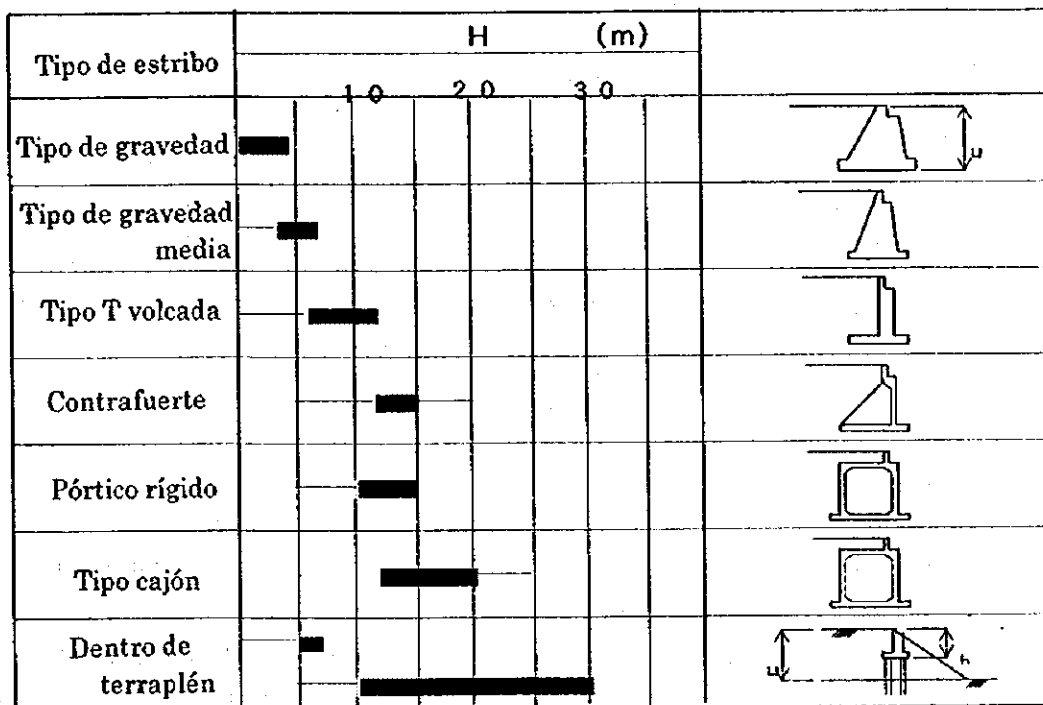 H (m)
Tipo de estribo
10 20 30
Tipo de gravedad
H
Tipo de gravedad
media
Tipo T volcada
Contrafuerte
Pórtico rígido
Tipo cajón
Dentro de
terraplén
H
h